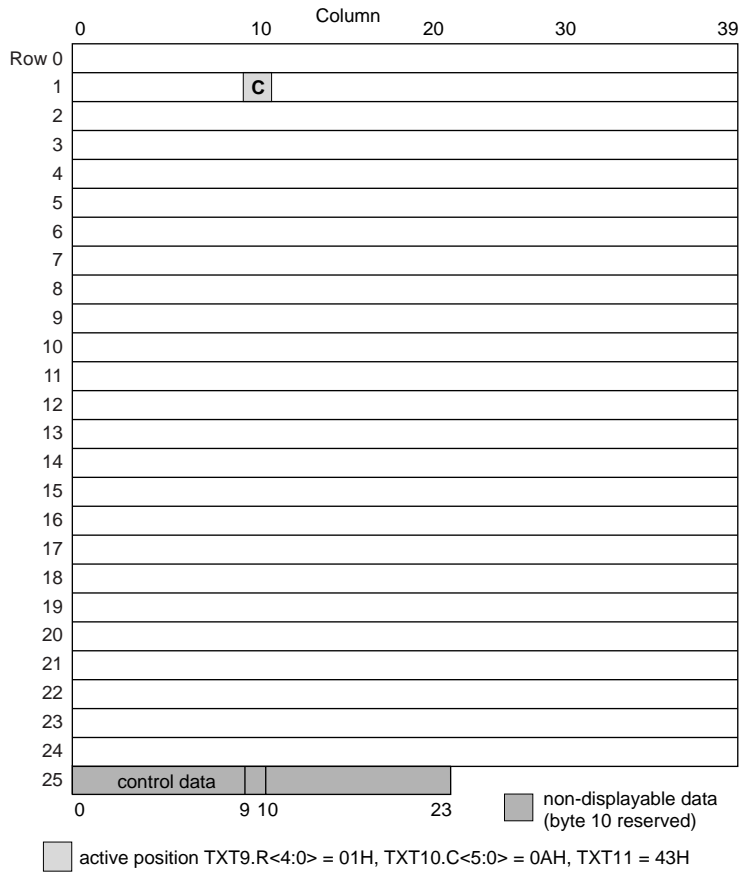 Column
0 10 20 30 39
Row 0
1 C
2
3
4
5
6
7
8
9
10
11
12
13
14
15
16
17
18
19
20
21
22
23
24
25 control data
0 9 10 23
non-displayable data
(byte 10 reserved)
active position TXT9.R<4:0> = 01H, TXT10.C<5:0> = 0AH, TXT11 = 43H